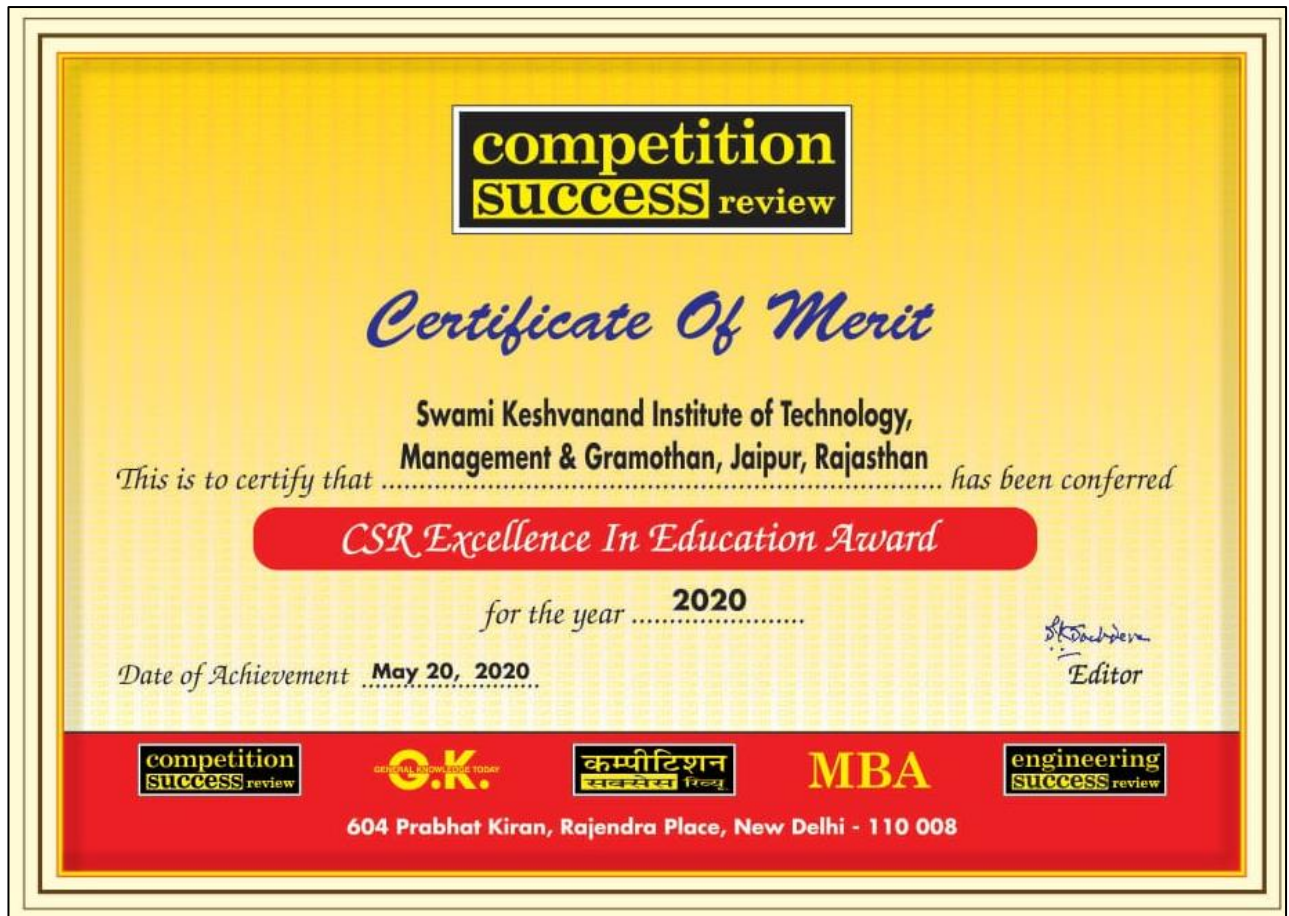 competition
success review
Certificate Of Merit
Swami Keshvanand Institute of Technology,
Management & Gramothan, Jaipur, Rajasthan
This is to certify that ........................................ has been conferred
CSR Excellence In Education Award
for the year ....2020....
Date of Achievement May 20, 2020
Editor
competition
success review
GENERAL KNOWLEDGE TODAY
G.K.
कम्पीटिशन
सक्सेस रिव्यू
MBA
engineering
success review
604 Prabhat Kiran, Rajendra Place, New Delhi - 110 008